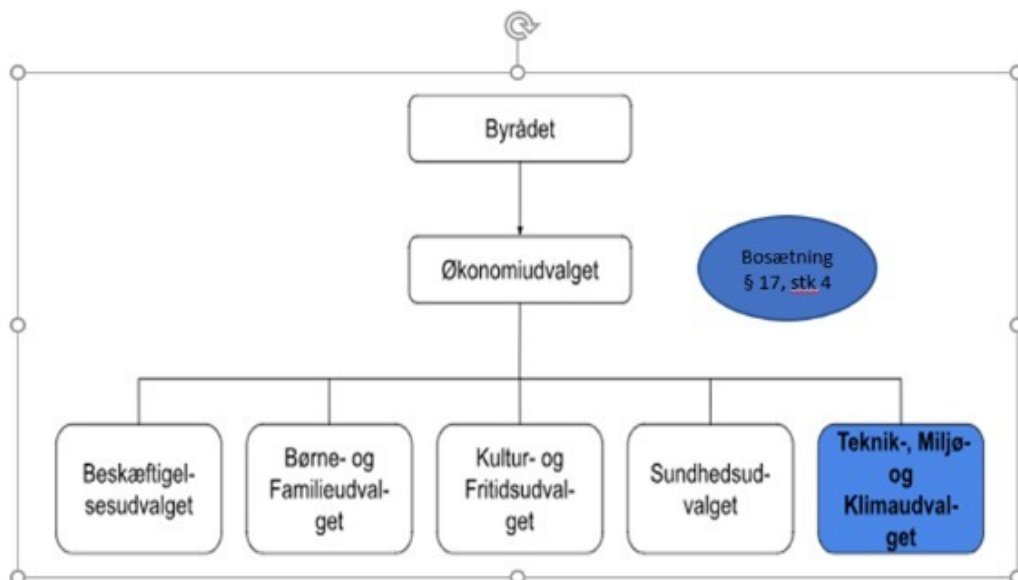 Byrådet
Økonomiudvalget
Bosætning
§ 17, stk 4
Beskæftigel-
sesudvalget
Børne- og
Familieudval-
get
Kultur- og
Fritidsudval-
get
Sundhedsud-
valget
Teknik-, Miljø-
og
Klimaudval-
get